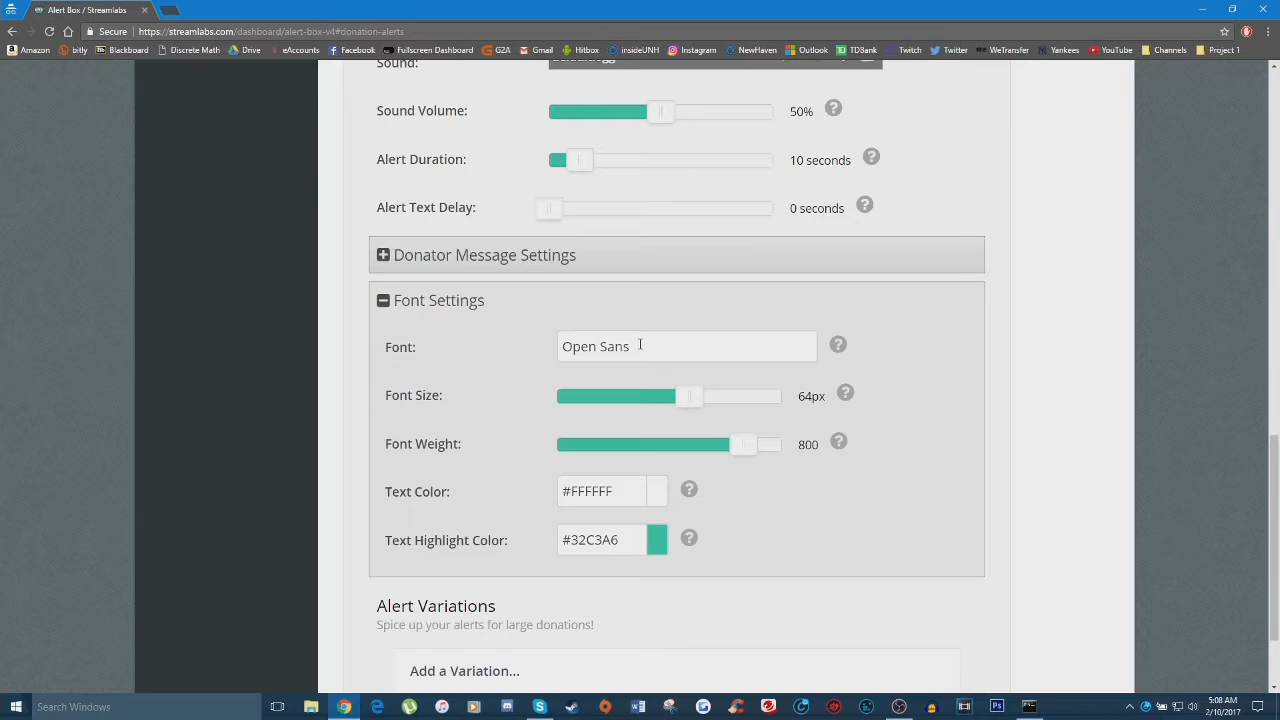 Alert Box / Streamlabs
Secure https://streamlabs.com/dashboard/alert-box-v4#donation-alerts
Amazon bitly Blackboard Discrete Math Drive eAccounts Facebook Fullscreen Dashboard GZA Gmail Hitbox insideUNH Instagram NewHaven Outlook TDBank Twitch Twitter WeTransfer Yankees YouTube Channels Project 1
Sound:
Sound Volume: 50%
Alert Duration: 10 seconds
Alert Text Delay: 0 seconds
Donator Message Settings
Font Settings
Font: Open Sans
Font Size: 64px
Font Weight: 800
Text Color: #FFFFFF
Text Highlight Color: #32C3A6
Alert Variations
Spice up your alerts for large donations!
Add a Variation...
Search Windows
5:08 AM
2/10/2017